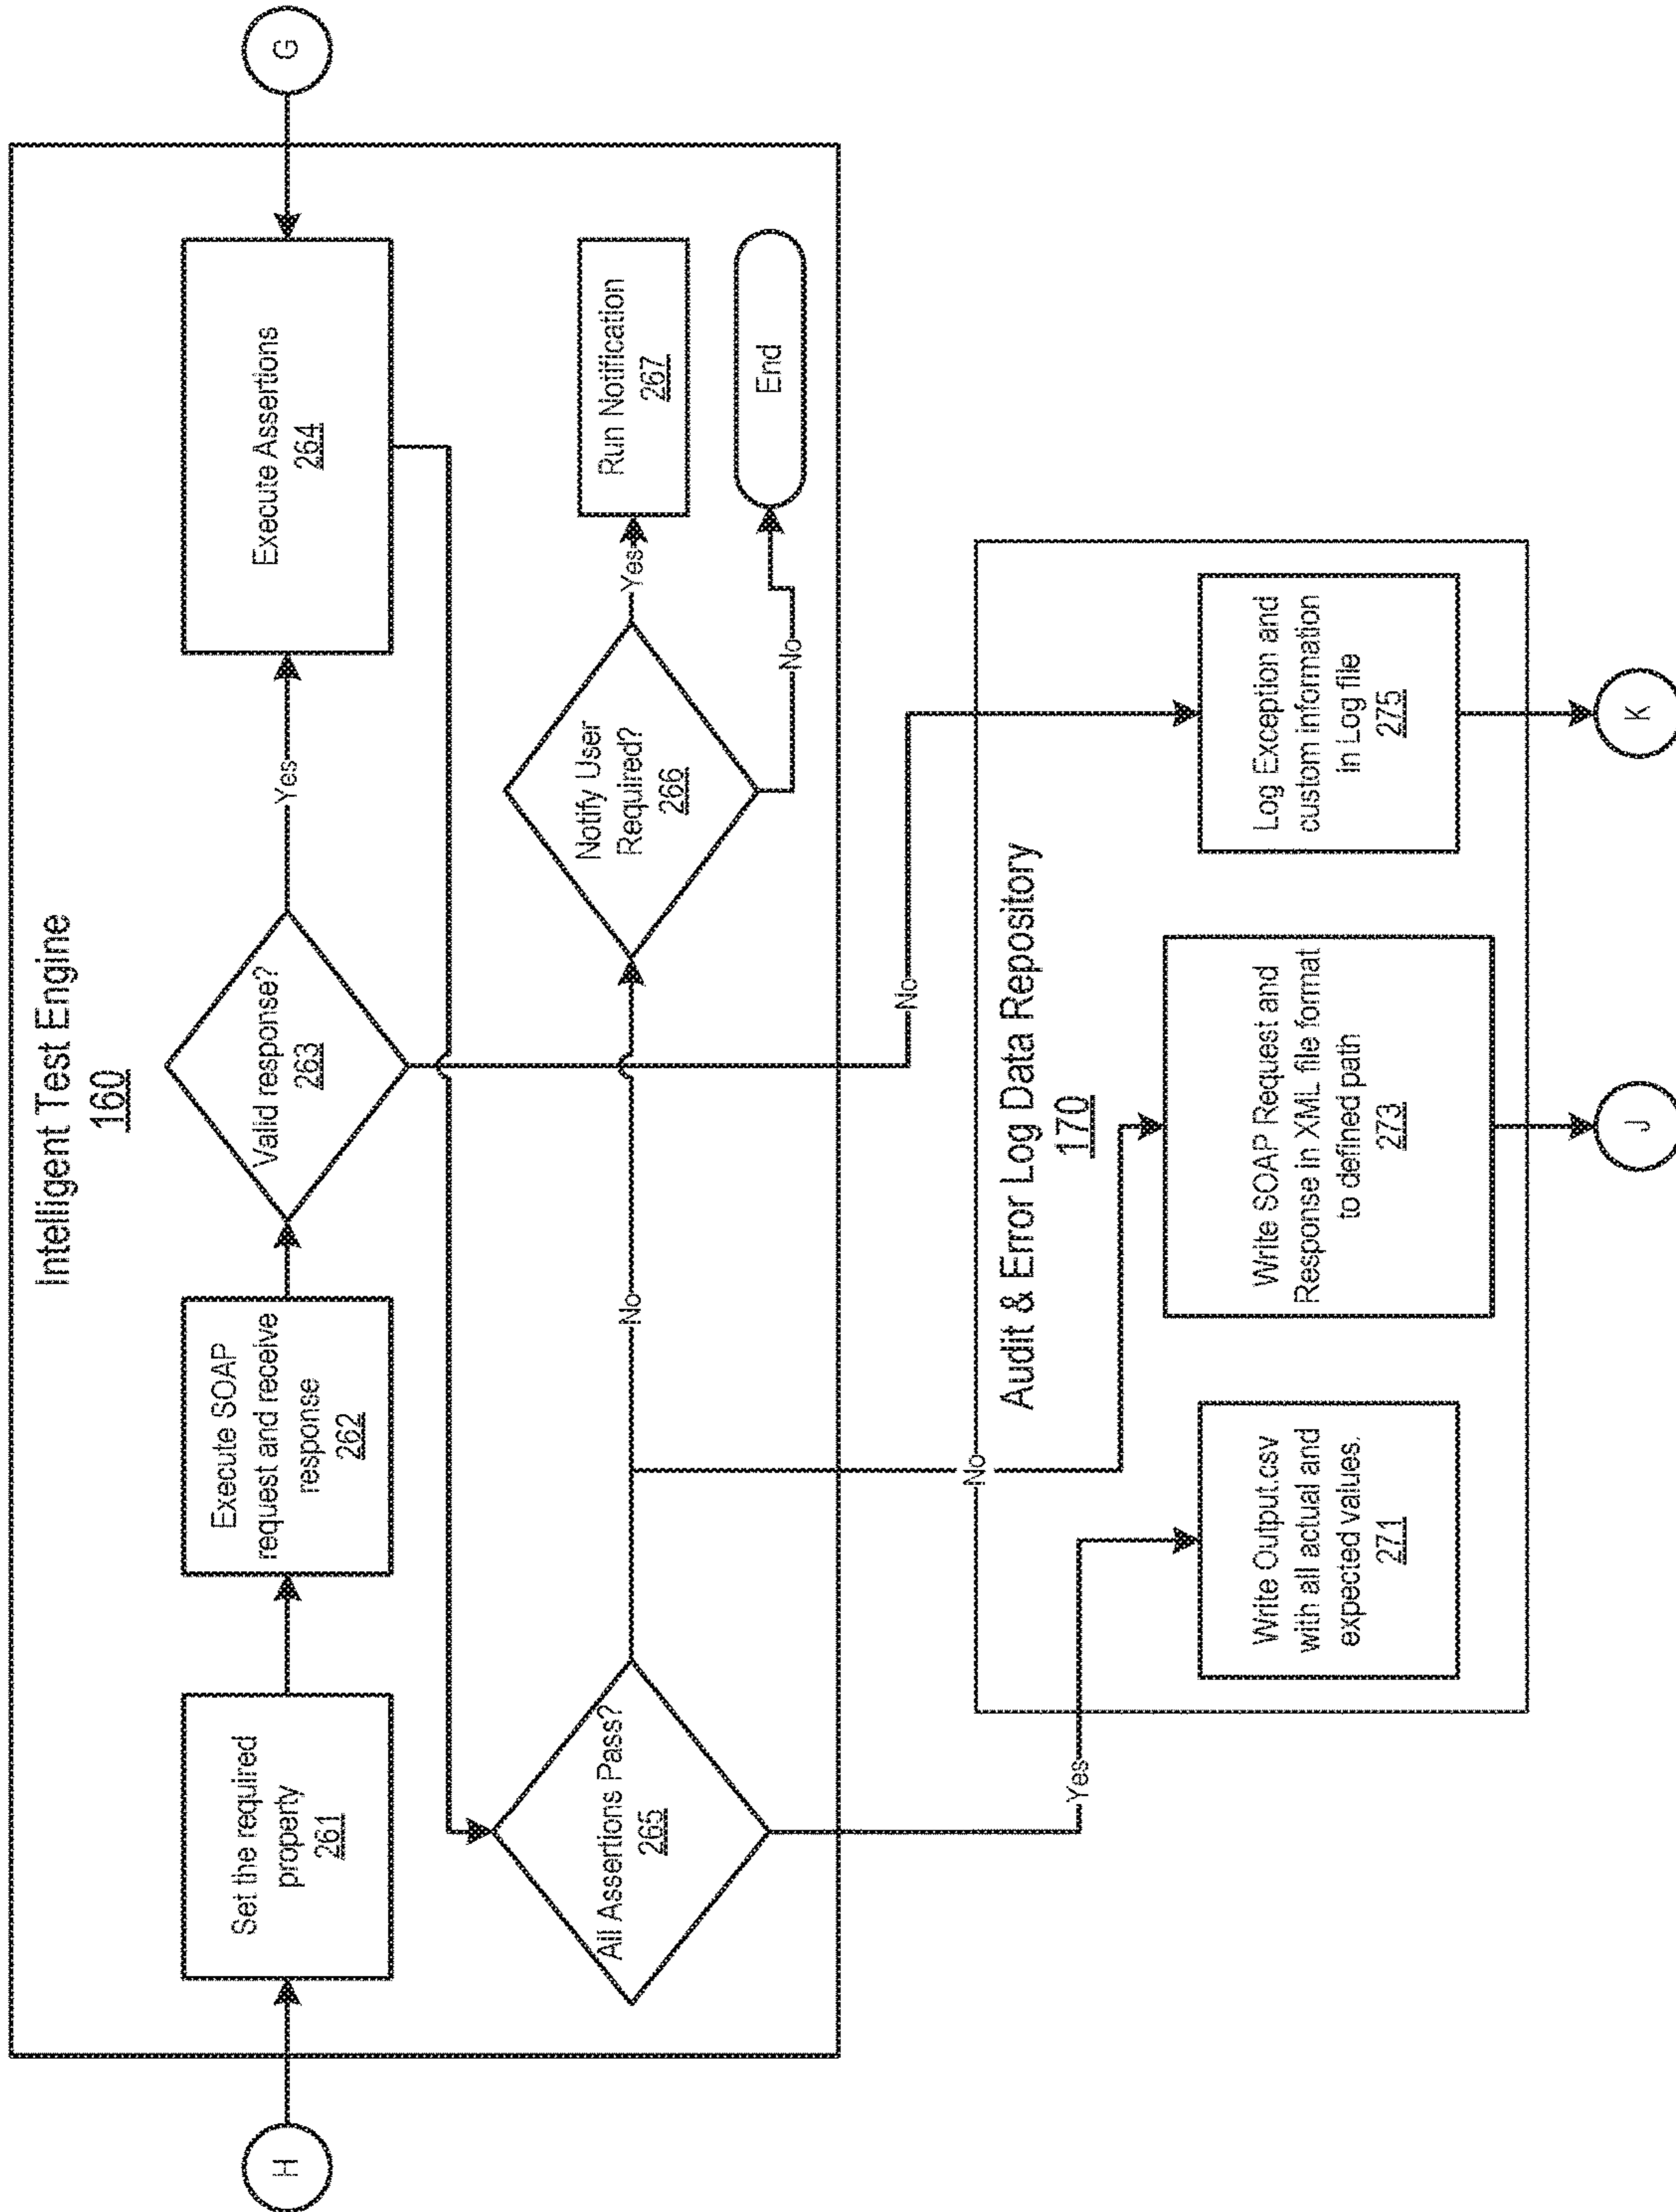 Intelligent Test Engine
160
H
Set the required
property
261
Execute SOAP
request and receive
response
262
Valid response?
263
Yes
Execute Assertions
264
G
All Assertions Pass?
265
No
Notify User
Required?
266
Yes
Run Notification
267
No
End
Yes
No
No
Audit & Error Log Data Repository
170
Write Output.csv
with all actual and
expected values.
271
Write SOAP Request and
Response in XML file format
to defined path
273
Log Exception and
custom information
in Log file
275
J
K